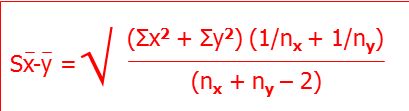 Sx̅-y̅ = √ (Σx² + Σy²) (1/nₓ + 1/nᵧ)
(nₓ + nᵧ – 2)